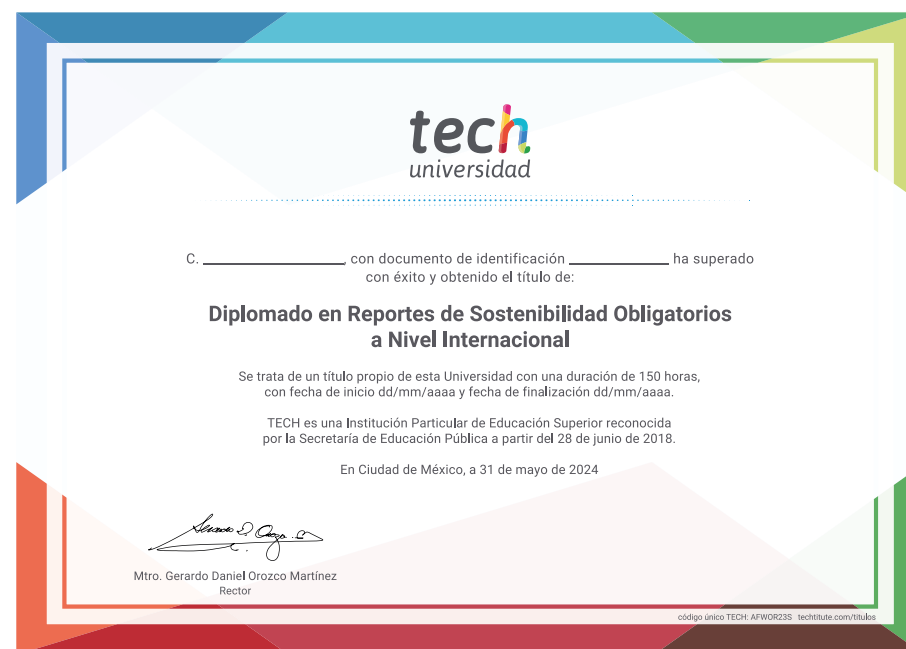 tech
universidad
C. ____________________, con documento de identificación ______________ ha superado
con éxito y obtenido el título de:
Diplomado en Reportes de Sostenibilidad Obligatorios
a Nivel Internacional
Se trata de un título propio de esta Universidad con una duración de 150 horas,
con fecha de inicio dd/mm/aaaa y fecha de finalización dd/mm/aaaa.
TECH es una Institución Particular de Educación Superior reconocida
por la Secretaría de Educación Pública a partir del 28 de junio de 2018.
En Ciudad de México, a 31 de mayo de 2024
Mtro. Gerardo Daniel Orozco Martínez
Rector
código único TECH: AFWOR23S techtitute.com/titulos